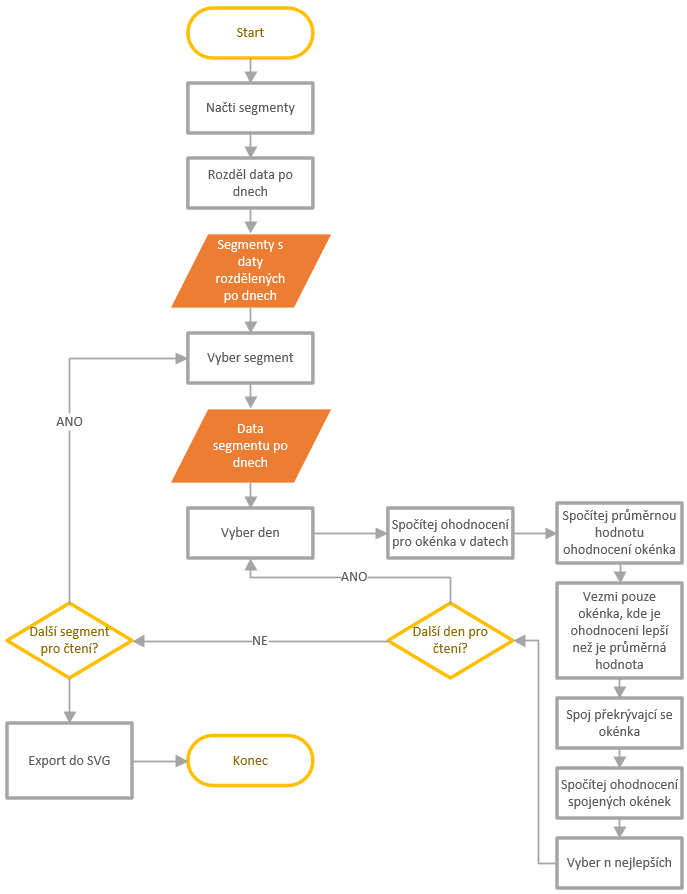 Start
Načti segmenty
Rozděl data po
dnech
Segmenty s
daty
rozdělených
po dnech
Vyber segment
ANO
Data
segmentu po
dnech
Vyber den
Spočítej ohodnocení
pro okénka v datech
Spočítej průměrnou
hodnotu
ohodnocení okénka
Vezmi pouze
okénka, kde je
ohodnoceni lepší
než je průměrná
hodnota
ANO
Další segment
pro čtení?
NE
Další den pro
čtení?
Spoj překrývajcí se
okénka
Export do SVG
Konec
Spočítej ohodnocení
spojených okének
Vyber n nejlepších